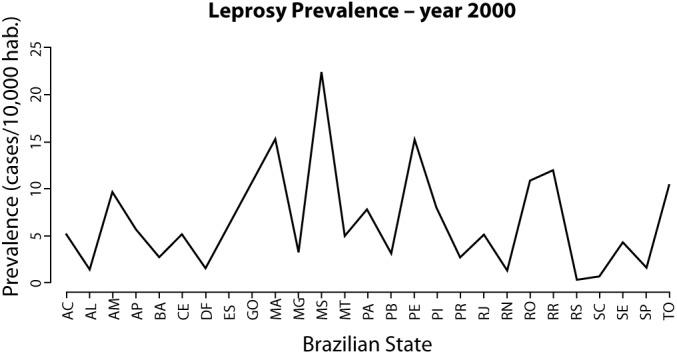 Leprosy Prevalence – year 2000
Prevalence (cases/10,000 hab.)
25
20
15
10
5
0
AC AL AM AP BA CE DF ES GO MA MG MS MT PA PB PE PI PR RJ RN RO RR RS SC SE SP TO
Brazilian State